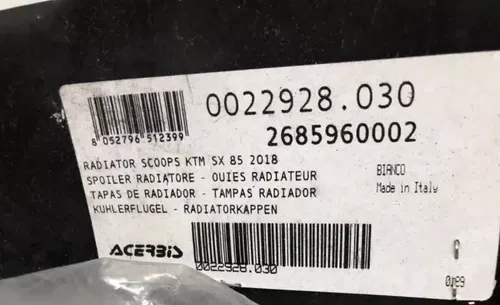 0022928.030
8 052796 512399
2685960002
RADIATOR SCOOPS KTM SX 85 2018
SPOILER RADIATORE - OUIES RADIATEUR
BIANCO
TAPAS DE RADIADOR - TAMPAS RADIADOR
Made in Italy
KUHLERFLUGEL - RADIATORKAPPEN
ACERBIS
0022928.030